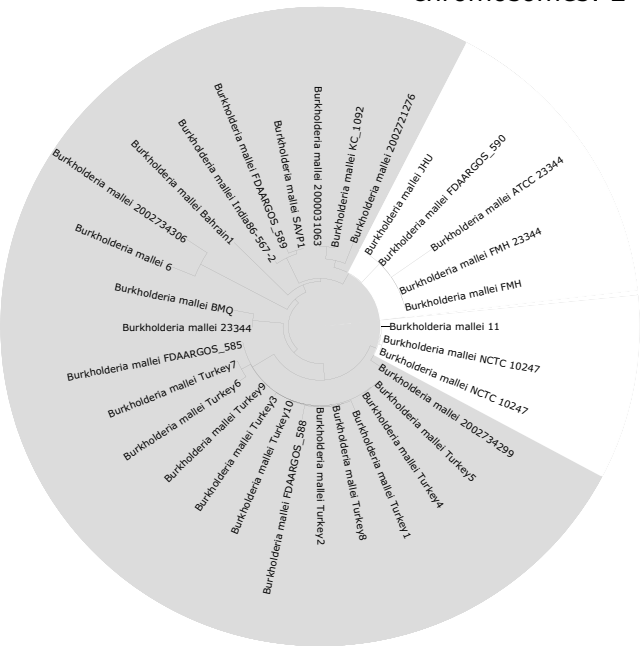 Burkholderia mallei 2002721276
Burkholderia mallei KC_1092
Burkholderia mallei 2000031063
Burkholderia mallei SAVP1
Burkholderia mallei FDAARGOS_589
Burkholderia mallei India86-567-2
Burkholderia mallei Bahrain1
Burkholderia mallei 2002734306
Burkholderia mallei 6
Burkholderia mallei BMQ
Burkholderia mallei 23344
Burkholderia mallei FDAARGOS_585
Burkholderia mallei Turkey7
Burkholderia mallei Turkey6
Burkholderia mallei Turkey9
Burkholderia mallei Turkey3
Burkholderia mallei Turkey10
Burkholderia mallei FDAARGOS_588
Burkholderia mallei Turkey2
Burkholderia mallei Turkey8
Burkholderia mallei Turkey1
Burkholderia mallei Turkey4
Burkholderia mallei Turkey5
Burkholderia mallei 2002734299
Burkholderia mallei NCTC 10247
Burkholderia mallei NCTC 10247
Burkholderia mallei 11
Burkholderia mallei FMH
Burkholderia mallei FMH 23344
Burkholderia mallei ATCC 23344
Burkholderia mallei FDAARGOS_590
Burkholderia mallei JHU